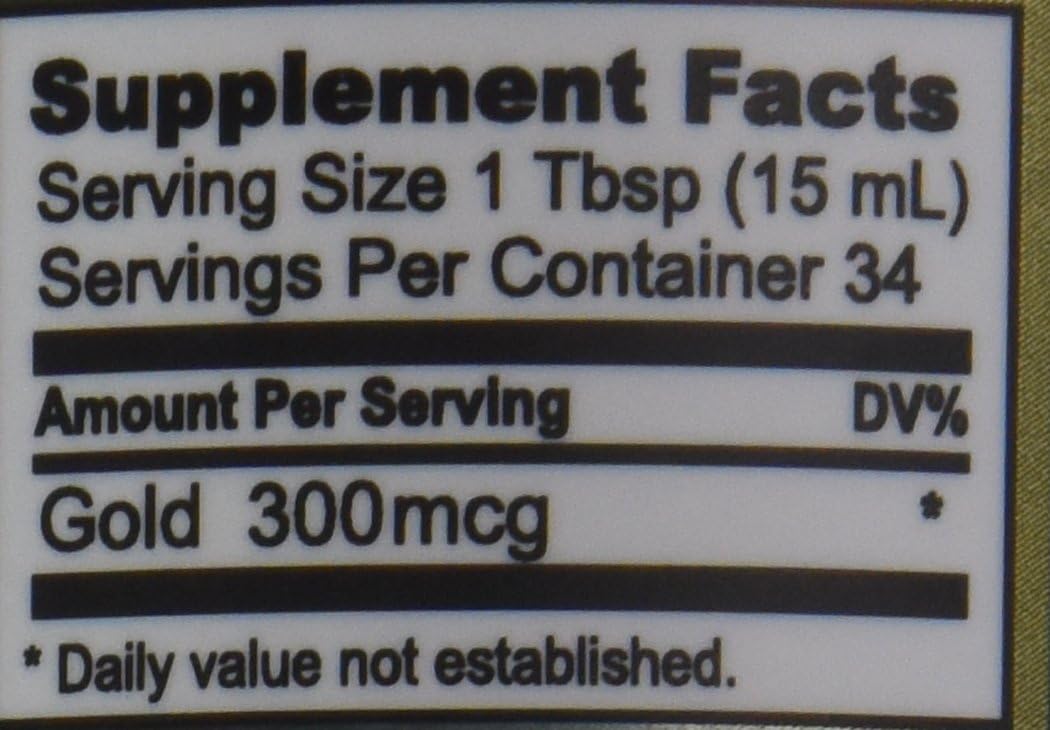 Supplement Facts
Serving Size 1 Tbsp (15 mL)
Servings Per Container 34
Amount Per Serving DV%
Gold 300mcg *
* Daily value not established.